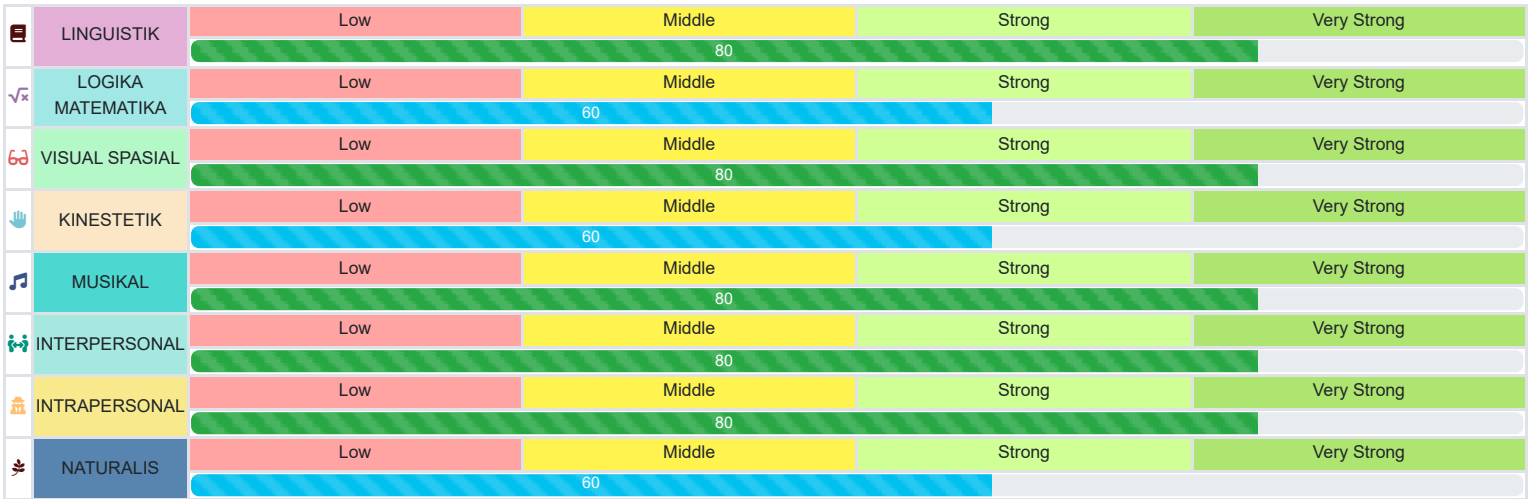 LINGUISTIK
Low Middle Strong Very Strong
80
LOGIKA
MATEMATIKA
Low Middle Strong Very Strong
60
VISUAL SPASIAL
Low Middle Strong Very Strong
80
KINESTETIK
Low Middle Strong Very Strong
60
MUSIKAL
Low Middle Strong Very Strong
80
INTERPERSONAL
Low Middle Strong Very Strong
80
INTRAPERSONAL
Low Middle Strong Very Strong
80
NATURALIS
Low Middle Strong Very Strong
60